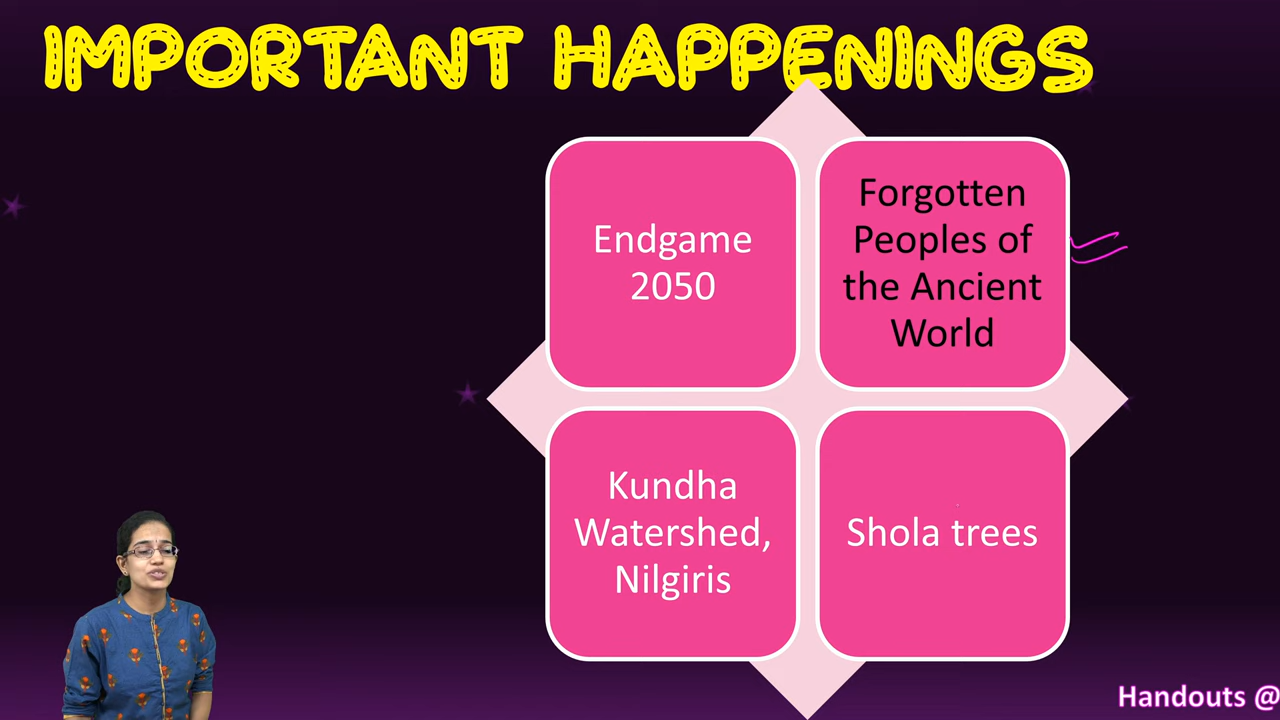 IMPORTANT HAPPENINGS
Endgame
2050
Forgotten
Peoples of
the Ancient
World
Kundha
Watershed,
Nilgiris
Shola trees
Handouts @